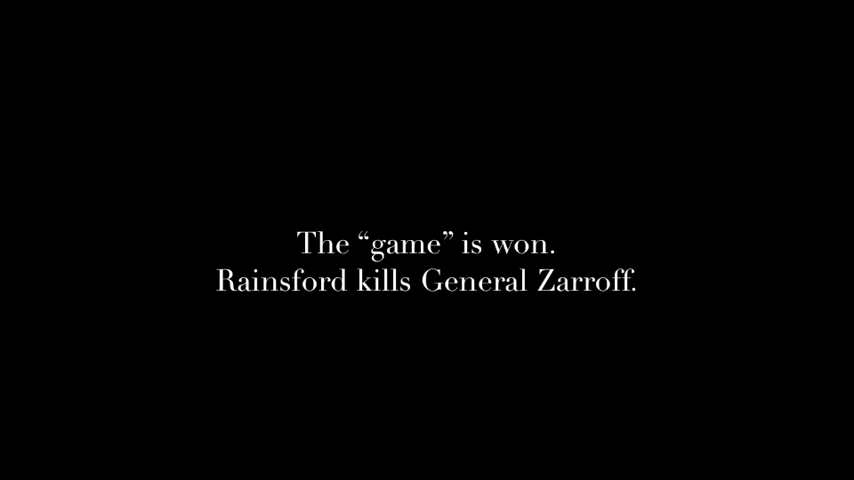 The “game” is won.
Rainsford kills General Zarroff.